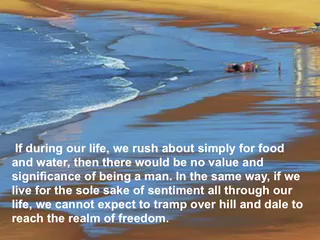 If during our life, we rush about simply for food
and water, then there would be no value and
significance of being a man. In the same way, if we
live for the sole sake of sentiment all through our
life, we cannot expect to tramp over hill and dale to
reach the realm of freedom.